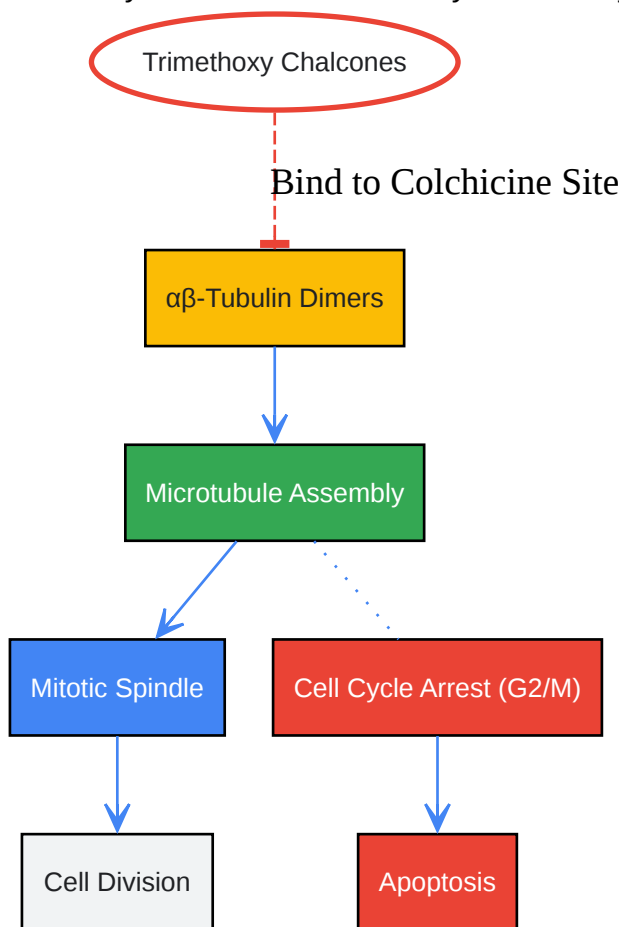 Trimethoxy Chalcones
Bind to Colchicine Site
αβ-Tubulin Dimers
Microtubule Assembly
Mitotic Spindle
Cell Cycle Arrest (G2/M)
Cell Division
Apoptosis